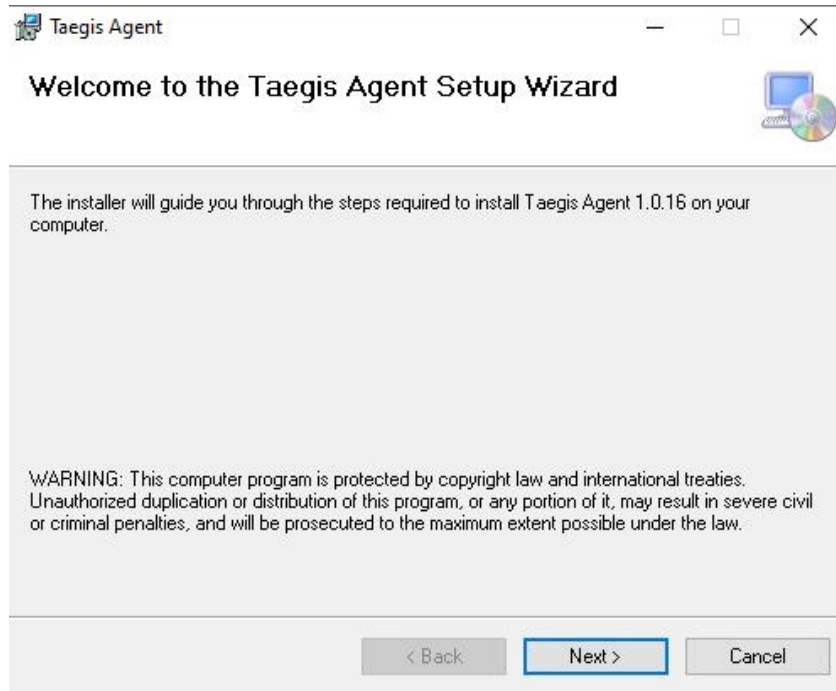 Taegis Agent
Welcome to the Taegis Agent Setup Wizard
The installer will guide you through the steps required to install Taegis Agent 1.0.16 on your
computer.
WARNING: This computer program is protected by copyright law and international treaties.
Unauthorized duplication or distribution of this program, or any portion of it, may result in severe civil
or criminal penalties, and will be prosecuted to the maximum extent possible under the law.
< Back Next > Cancel